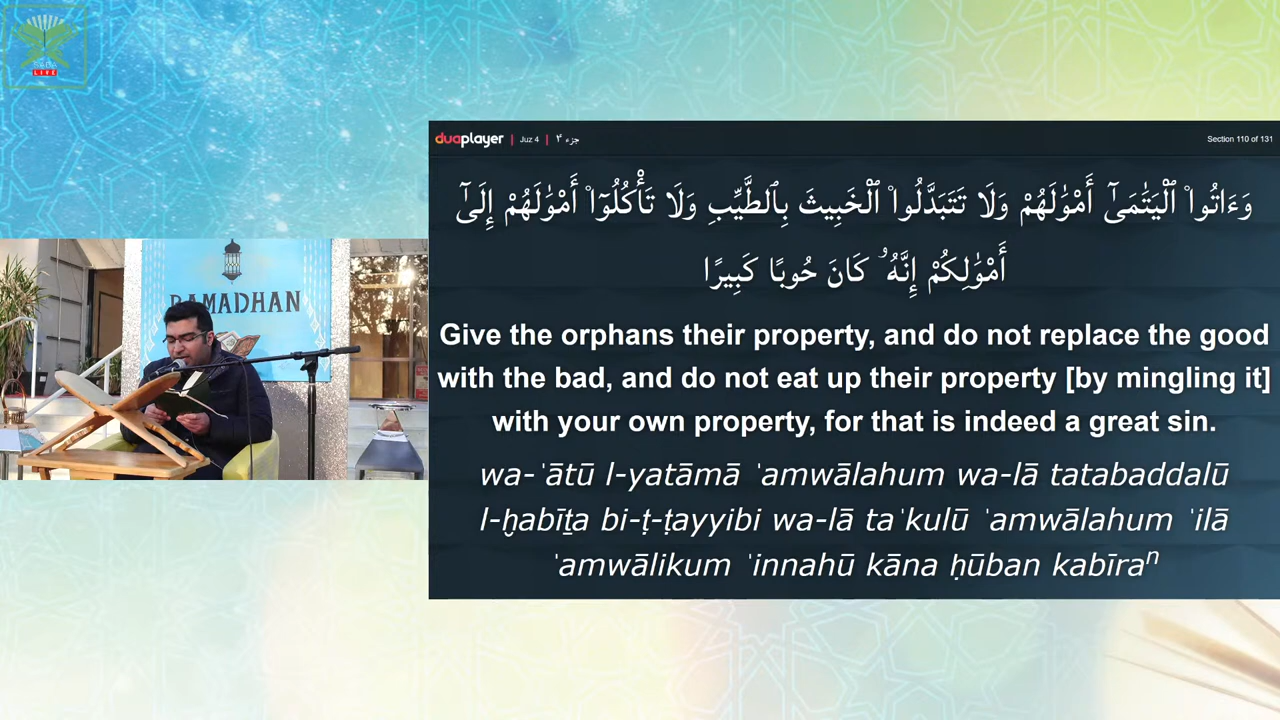 LIVE
RAMADHAN
duaplayer | Juz 4 | جزء ۴
Section 110 of 131
وَءَاتُوا۟ ٱلْيَتَـٰمَىٰٓ أَمْوَٰلَهُمْ وَلَا تَتَبَدَّلُوا۟ ٱلْخَبِيثَ بِٱلطَّيِّبِ وَلَا تَأْكُلُوٓا۟ أَمْوَٰلَهُمْ إِلَىٰٓ
أَمْوَٰلِكُمْ إِنَّهُۥ كَانَ حُوبًا كَبِيرًا
Give the orphans their property, and do not replace the good
with the bad, and do not eat up their property [by mingling it]
with your own property, for that is indeed a great sin.
wa-ʾātū l-yatāmā ʾamwālahum wa-lā tatabaddalū
l-ḫabīṯa bi-ṭ-ṭayyibi wa-lā taʾkulū ʾamwālahum ʾilā
ʾamwālikum ʾinnahū kāna ḥūban kabīraⁿ